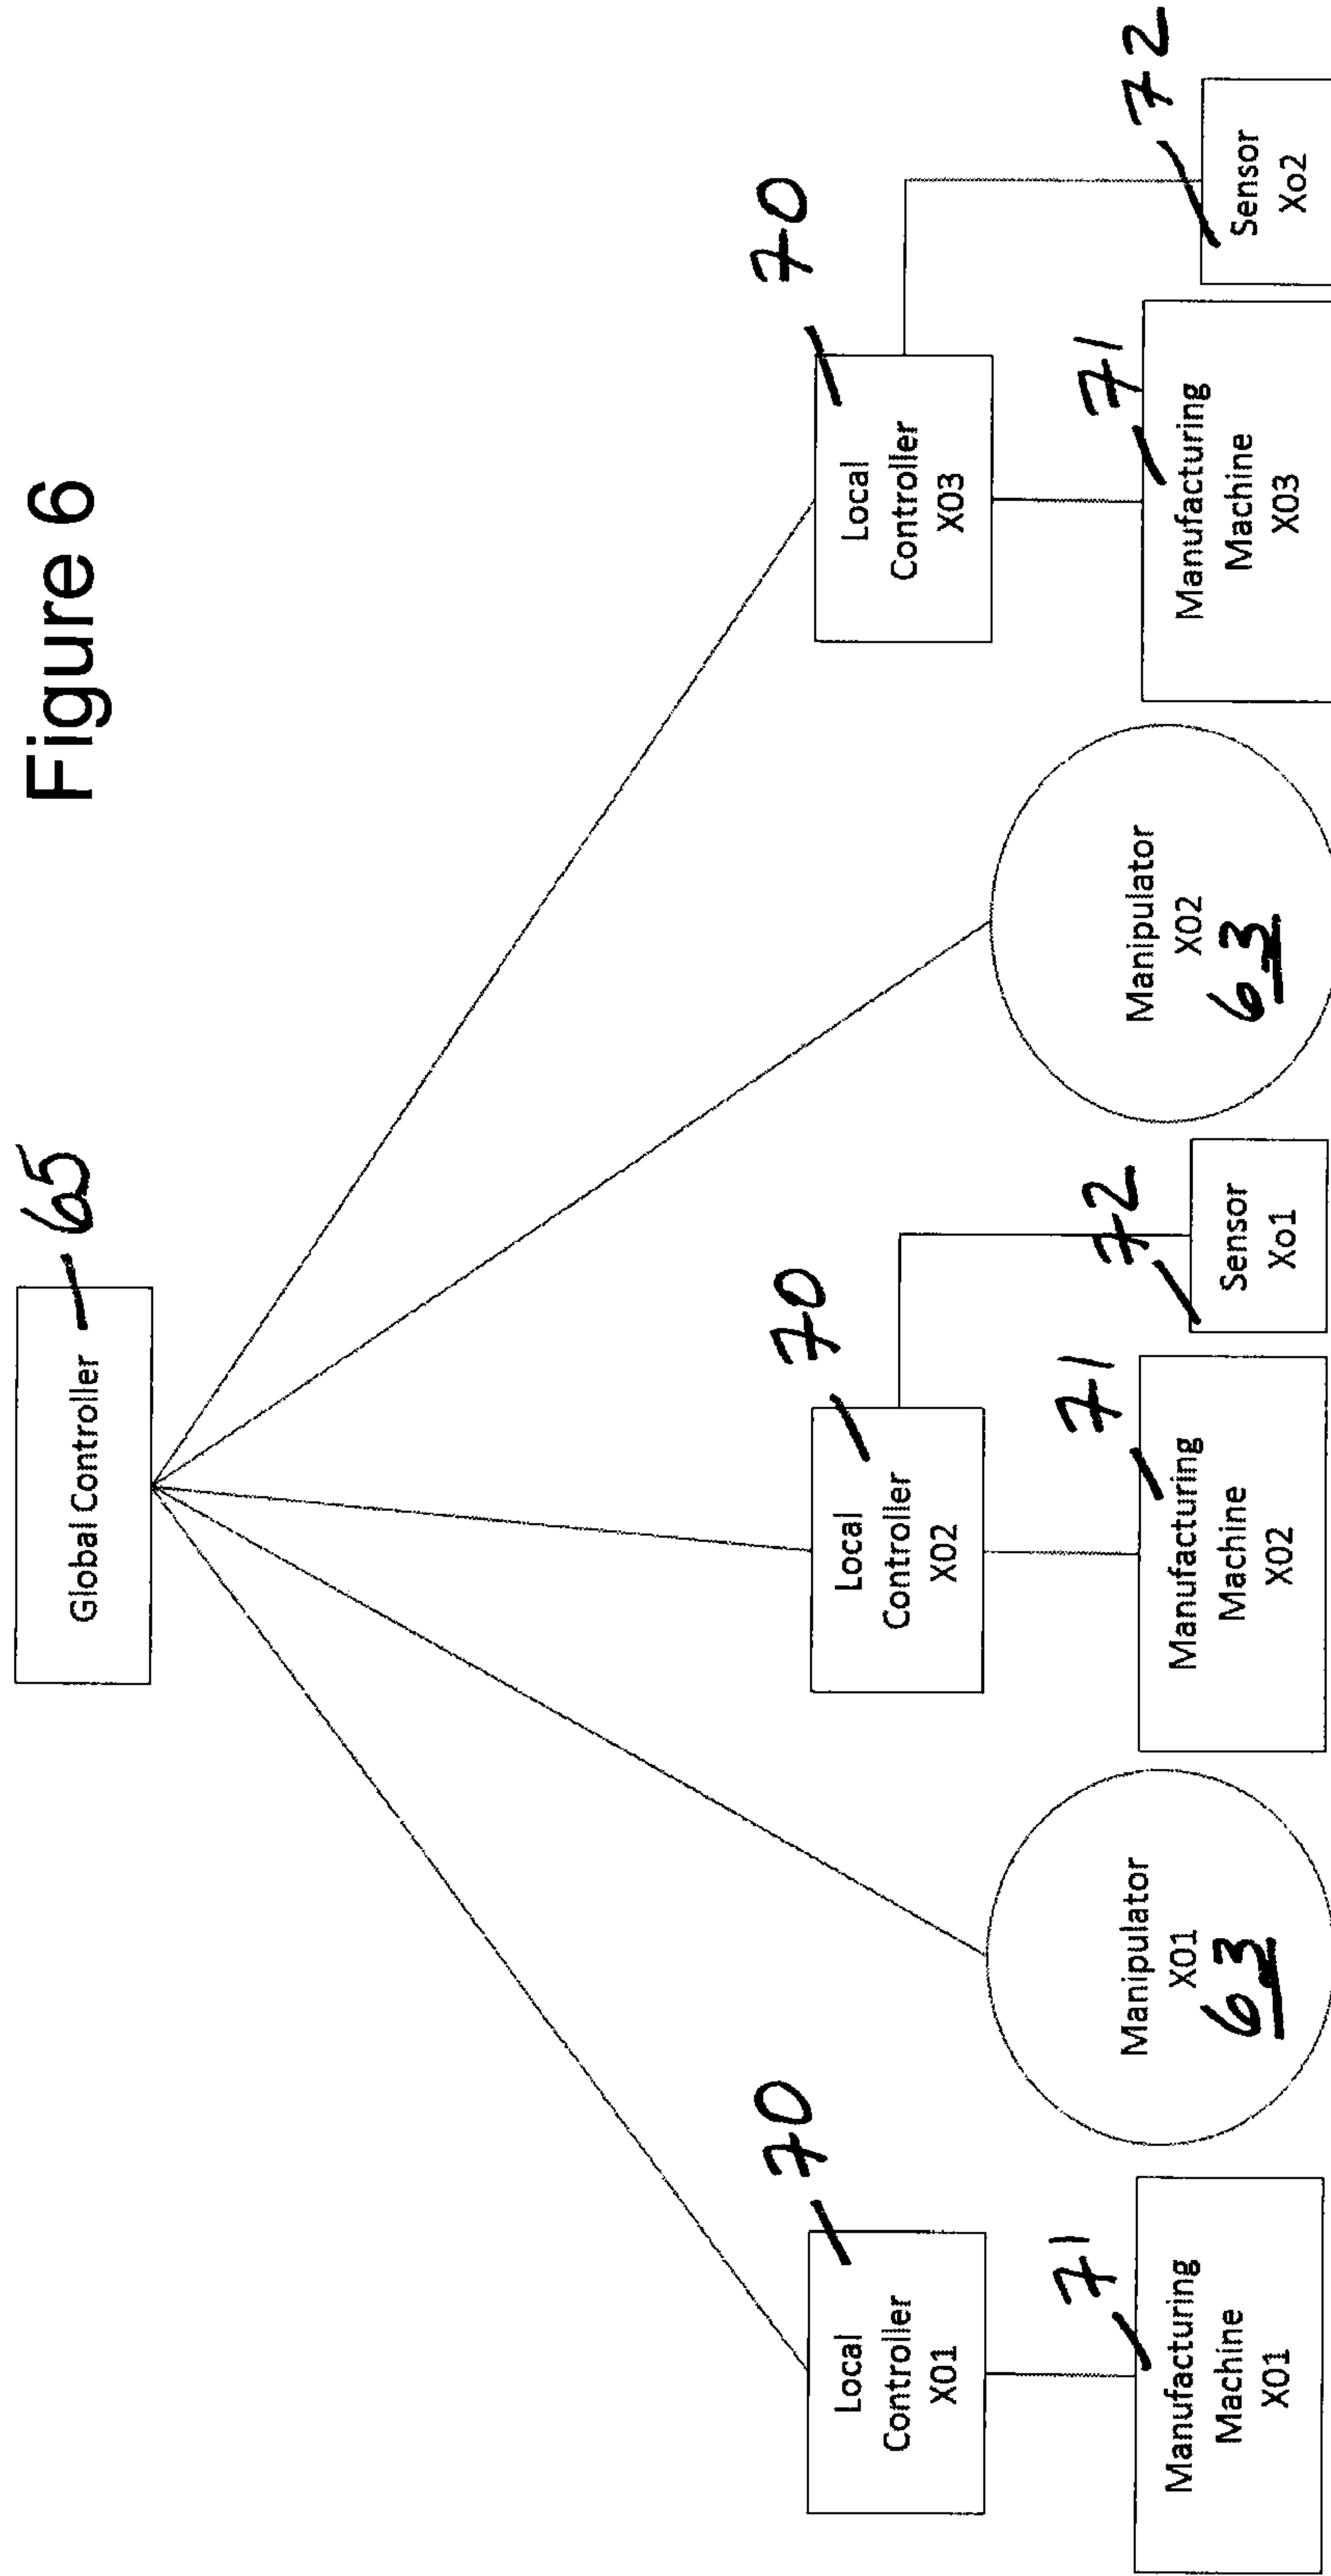 Figure 6
Global Controller
65
Local
Controller
X01
70
Manufacturing
Machine
X01
71
Manipulator
X01
63
Local
Controller
X02
70
Manufacturing
Machine
X02
71
Sensor
Xo1
72
Manipulator
X02
63
Local
Controller
X03
70
Manufacturing
Machine
X03
71
Sensor
Xo2
72